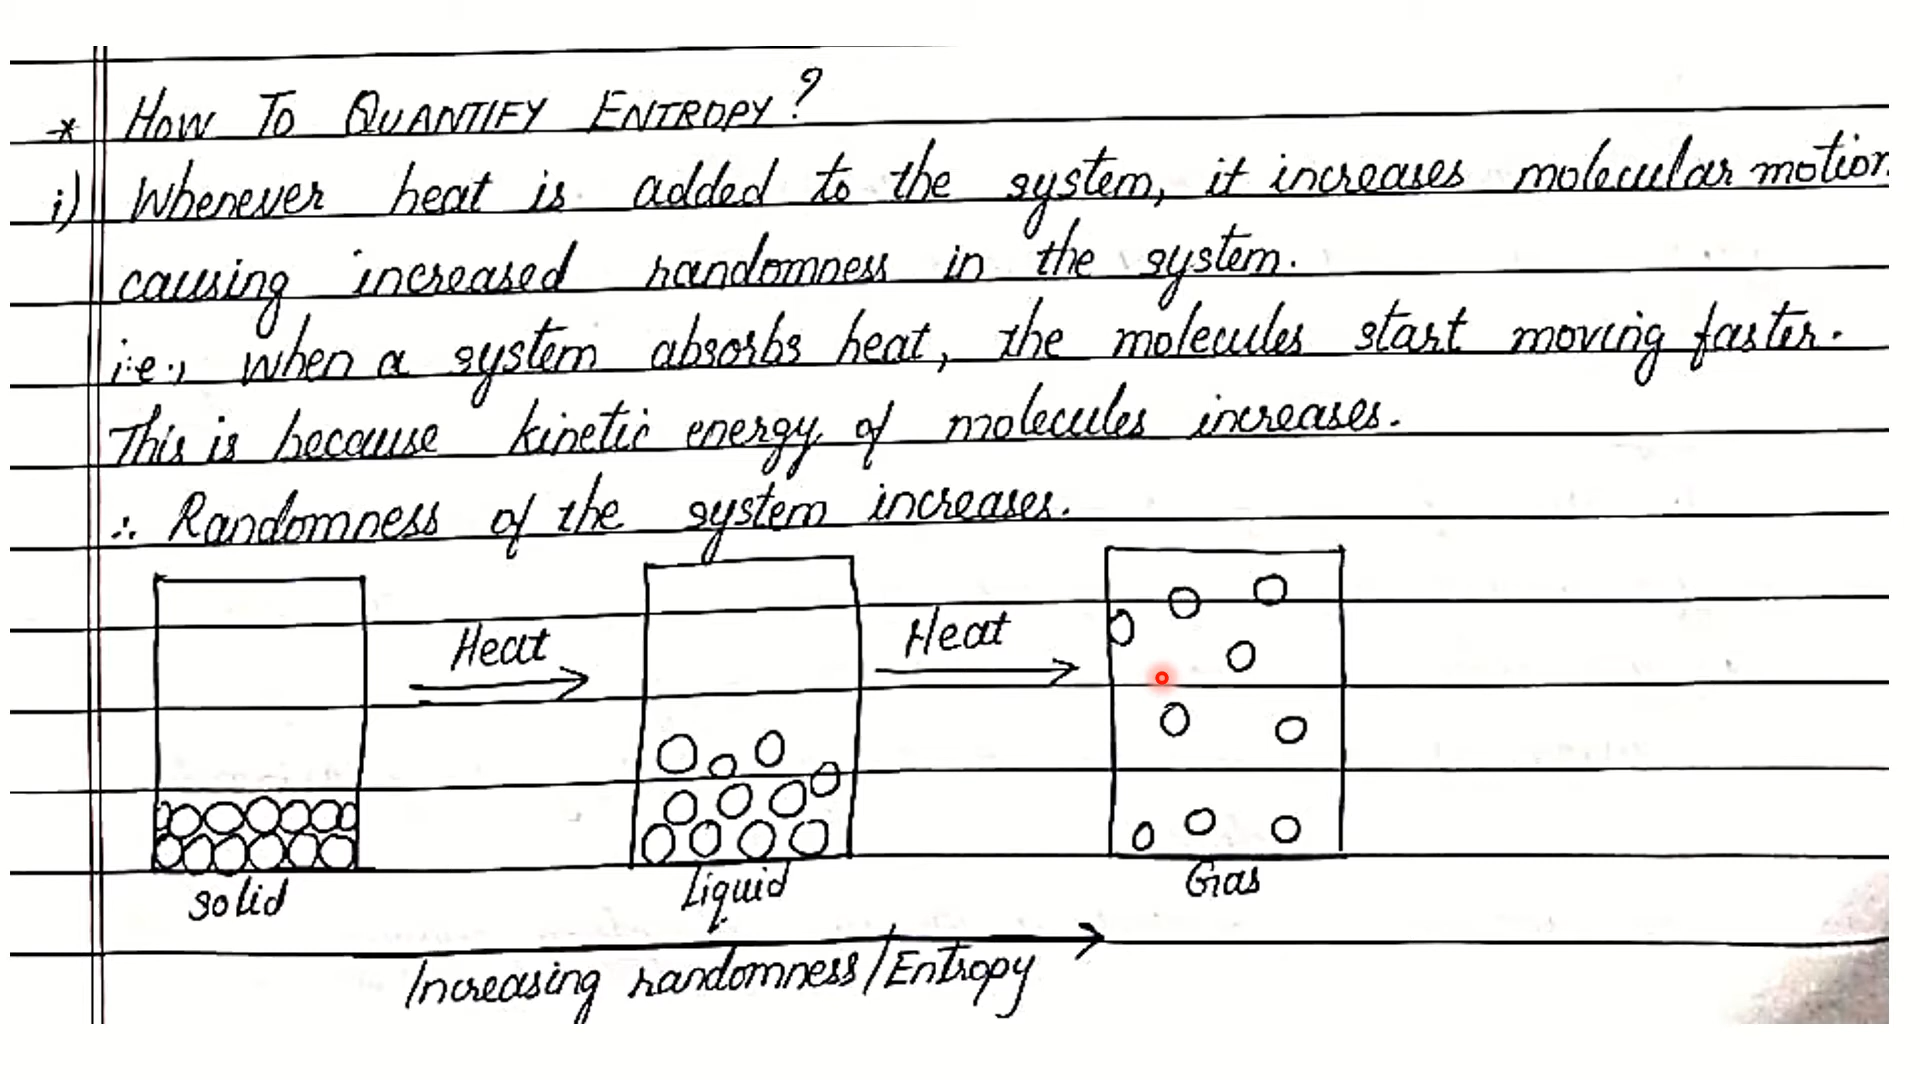 * HOW TO QUANTIFY ENTROPY?
i) Whenever heat is added to the system, it increases molecular motion
causing increased randomness in the system.
i.e., when a system absorbs heat, the molecules start moving faster.
This is because kinetic energy of molecules increases.
∴ Randomness of the system increases.
Heat
Heat
Solid
Liquid
Gas
Increasing randomness/Entropy